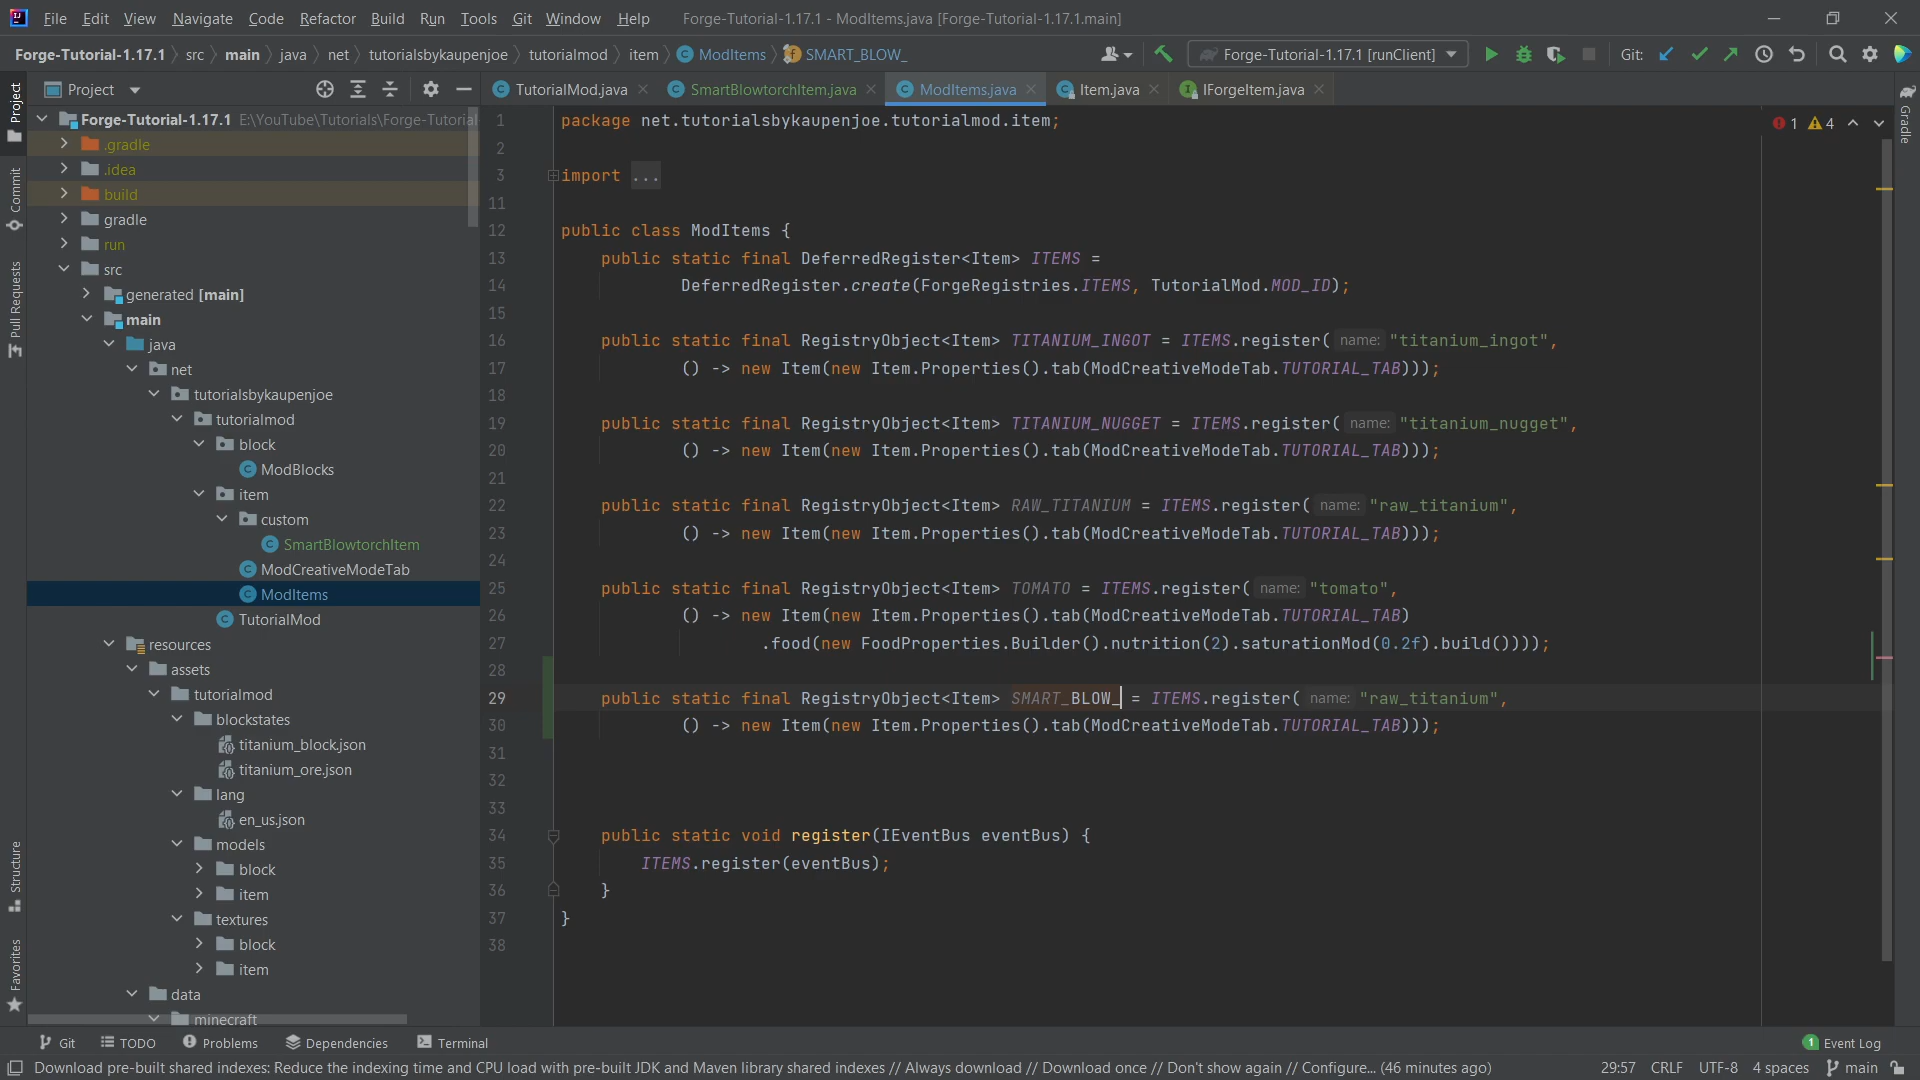 File Edit View Navigate Code Refactor Build Run Tools Git Window Help Forge-Tutorial-1.17.1 - ModItems.java [Forge-Tutorial-1.17.1.main]
Forge-Tutorial-1.17.1 src main java net tutorialsbykaupenjoe tutorialmod item ModItems SMART_BLOW_ Forge-Tutorial-1.17.1 [runClient] Git:
Project TutorialMod.java SmartBlowtorchItem.java ModItems.java Item.java IForgeItem.java
Forge-Tutorial-1.17.1 E:\YouTube\Tutorials\Forge-Tutorial
.gradle
.idea
build
gradle
run
src
generated [main]
main
java
net
tutorialsbykaupenjoe
tutorialmod
block
ModBlocks
item
custom
SmartBlowtorchItem
ModCreativeModeTab
ModItems
TutorialMod
resources
assets
tutorialmod
blockstates
titanium_block.json
titanium_ore.json
lang
en_us.json
models
block
item
textures
block
item
data
minecraft
Project
Commit
Pull Requests
Structure
Favorites
1 package net.tutorialsbykaupenjoe.tutorialmod.item;
2
3 import ...
11
12 public class ModItems {
13 public static final DeferredRegister<Item> ITEMS =
14 DeferredRegister.create(ForgeRegistries.ITEMS, TutorialMod.MOD_ID);
15
16 public static final RegistryObject<Item> TITANIUM_INGOT = ITEMS.register( name: "titanium_ingot",
17 () -> new Item(new Item.Properties().tab(ModCreativeModeTab.TUTORIAL_TAB)));
18
19 public static final RegistryObject<Item> TITANIUM_NUGGET = ITEMS.register( name: "titanium_nugget",
20 () -> new Item(new Item.Properties().tab(ModCreativeModeTab.TUTORIAL_TAB)));
21
22 public static final RegistryObject<Item> RAW_TITANIUM = ITEMS.register( name: "raw_titanium",
23 () -> new Item(new Item.Properties().tab(ModCreativeModeTab.TUTORIAL_TAB)));
24
25 public static final RegistryObject<Item> TOMATO = ITEMS.register( name: "tomato",
26 () -> new Item(new Item.Properties().tab(ModCreativeModeTab.TUTORIAL_TAB)
27 .food(new FoodProperties.Builder().nutrition(2).saturationMod(0.2f).build())));
28
29 public static final RegistryObject<Item> SMART_BLOW_ = ITEMS.register( name: "raw_titanium",
30 () -> new Item(new Item.Properties().tab(ModCreativeModeTab.TUTORIAL_TAB)));
31
32
33
34 public static void register(IEventBus eventBus) {
35 ITEMS.register(eventBus);
36 }
37 }
38
1 4
Gradle
Git TODO Problems Dependencies Terminal 1 Event Log
Download pre-built shared indexes: Reduce the indexing time and CPU load with pre-built JDK and Maven library shared indexes // Always download // Download once // Don't show again // Configure... (46 minutes ago) 29:57 CRLF UTF-8 4 spaces main